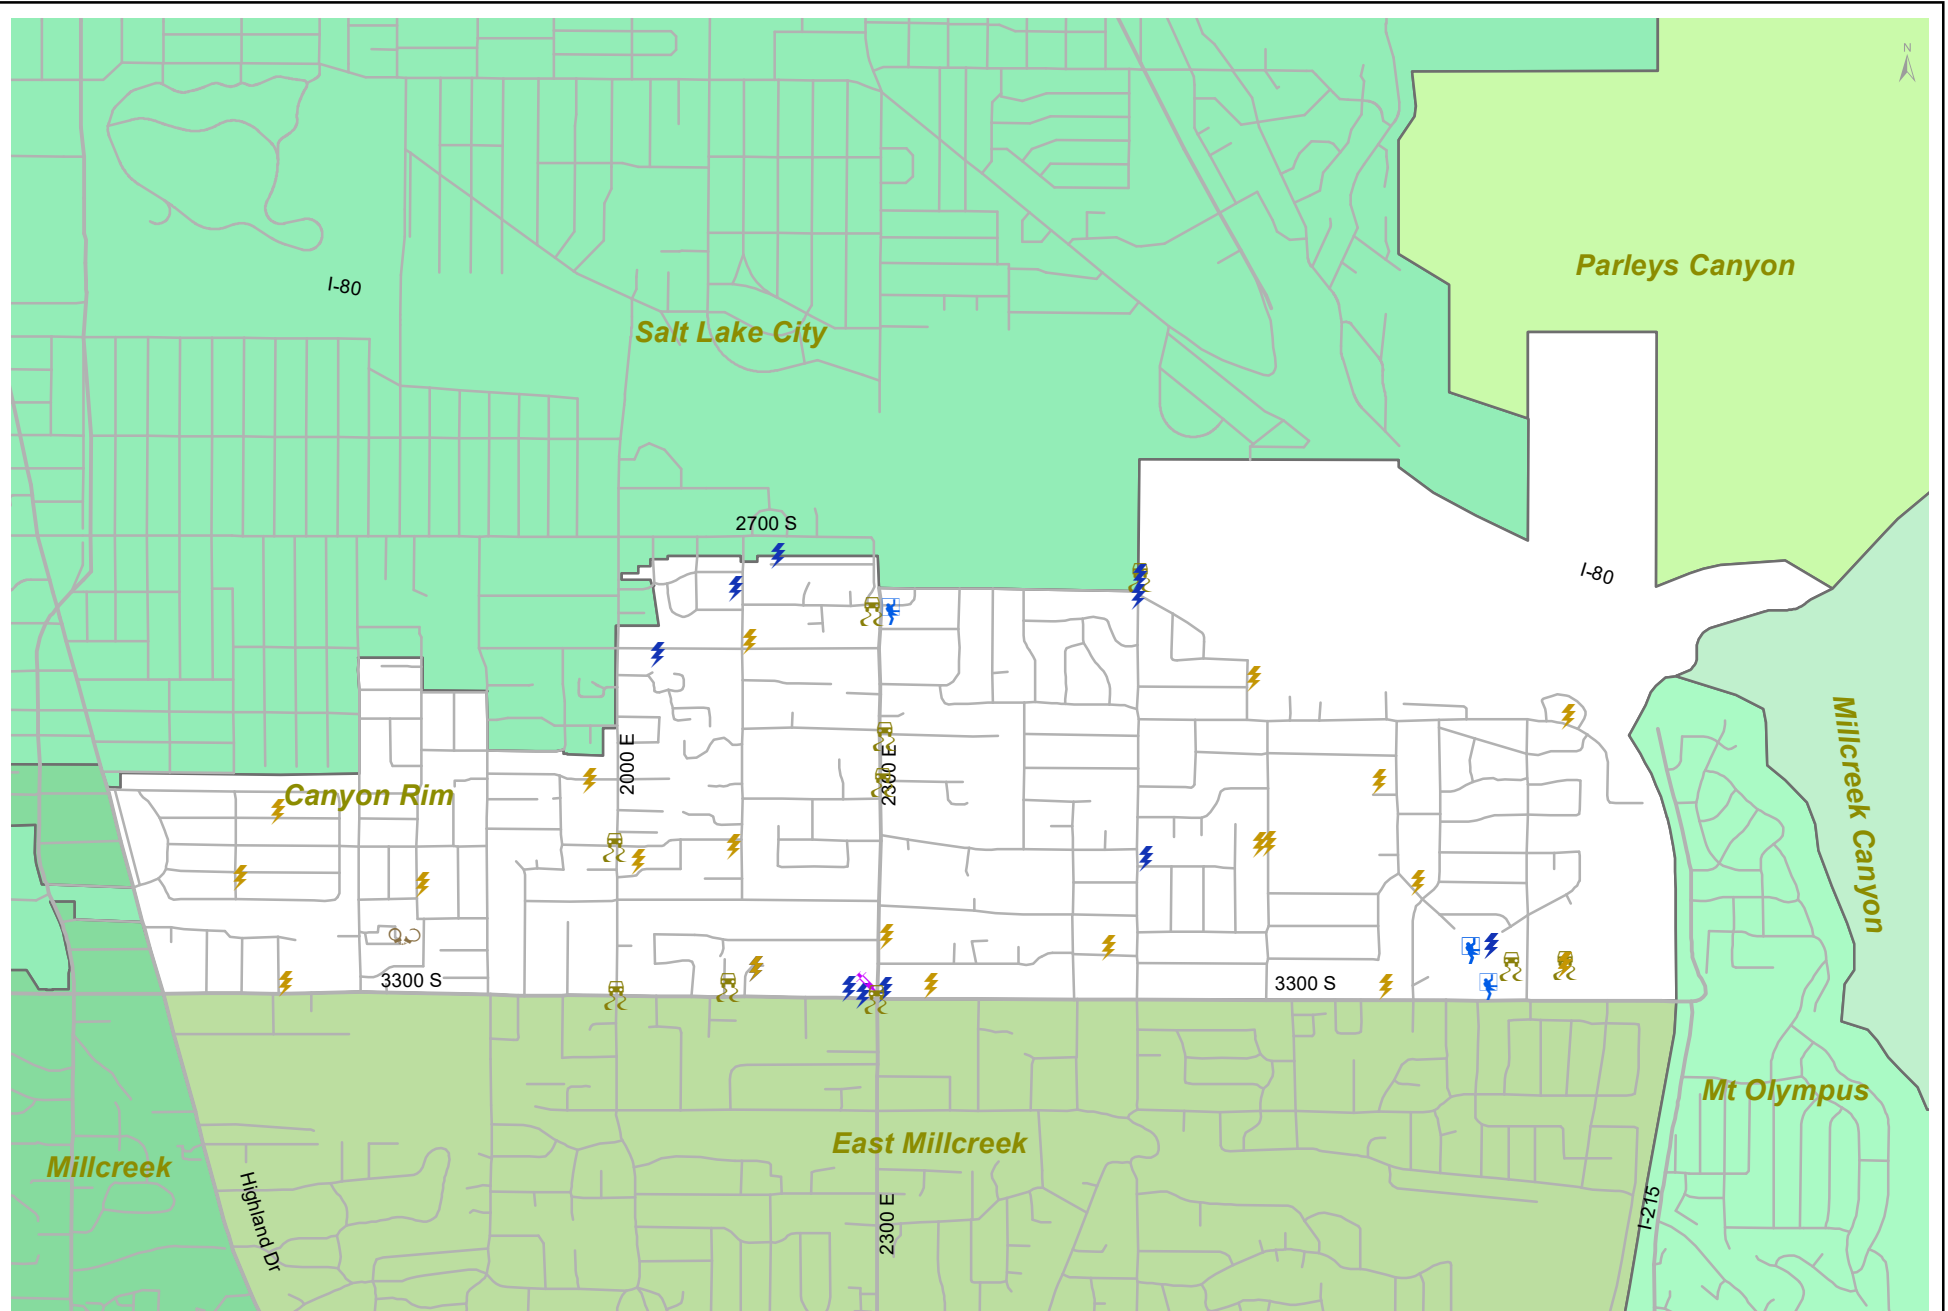 N
Parleys Canyon
I-80
Salt Lake City
2700 S
I-80
Millcreek Canyon
2000 E
2300 E
Canyon Rim
3300 S
3300 S
Mt Olympus
East Millcreek
Millcreek
Highland Dr
2300 E
I-215